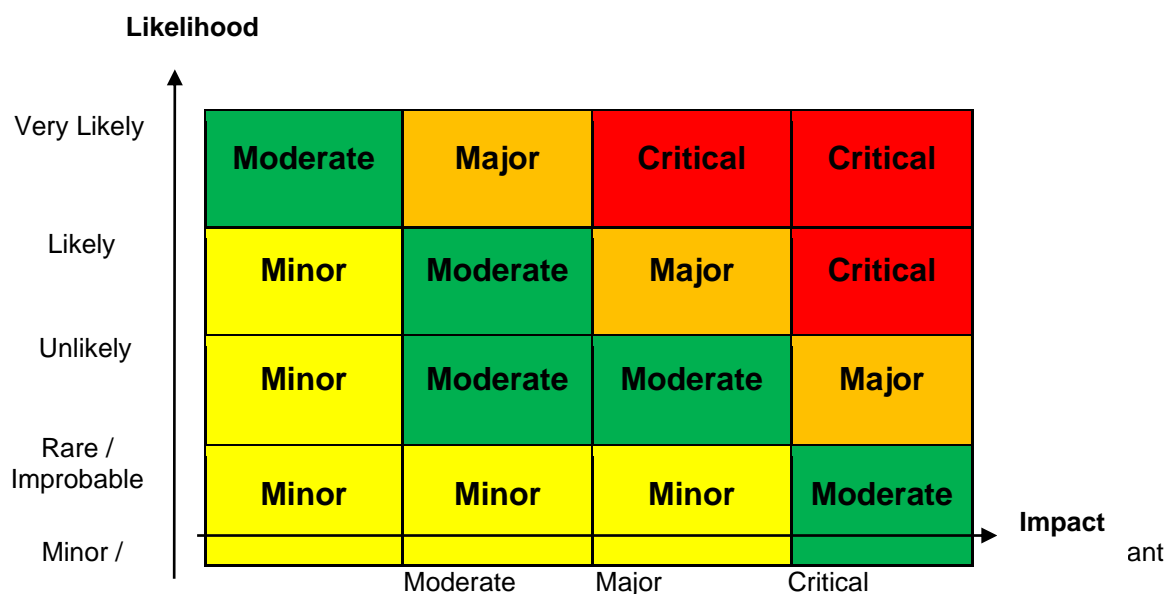 Likelihood
Very Likely
Moderate Major Critical Critical
Likely
Minor Moderate Major Critical
Unlikely
Minor Moderate Moderate Major
Rare /
Improbable
Minor Minor Minor Moderate
Impact
Minor / ant
Moderate Major Critical